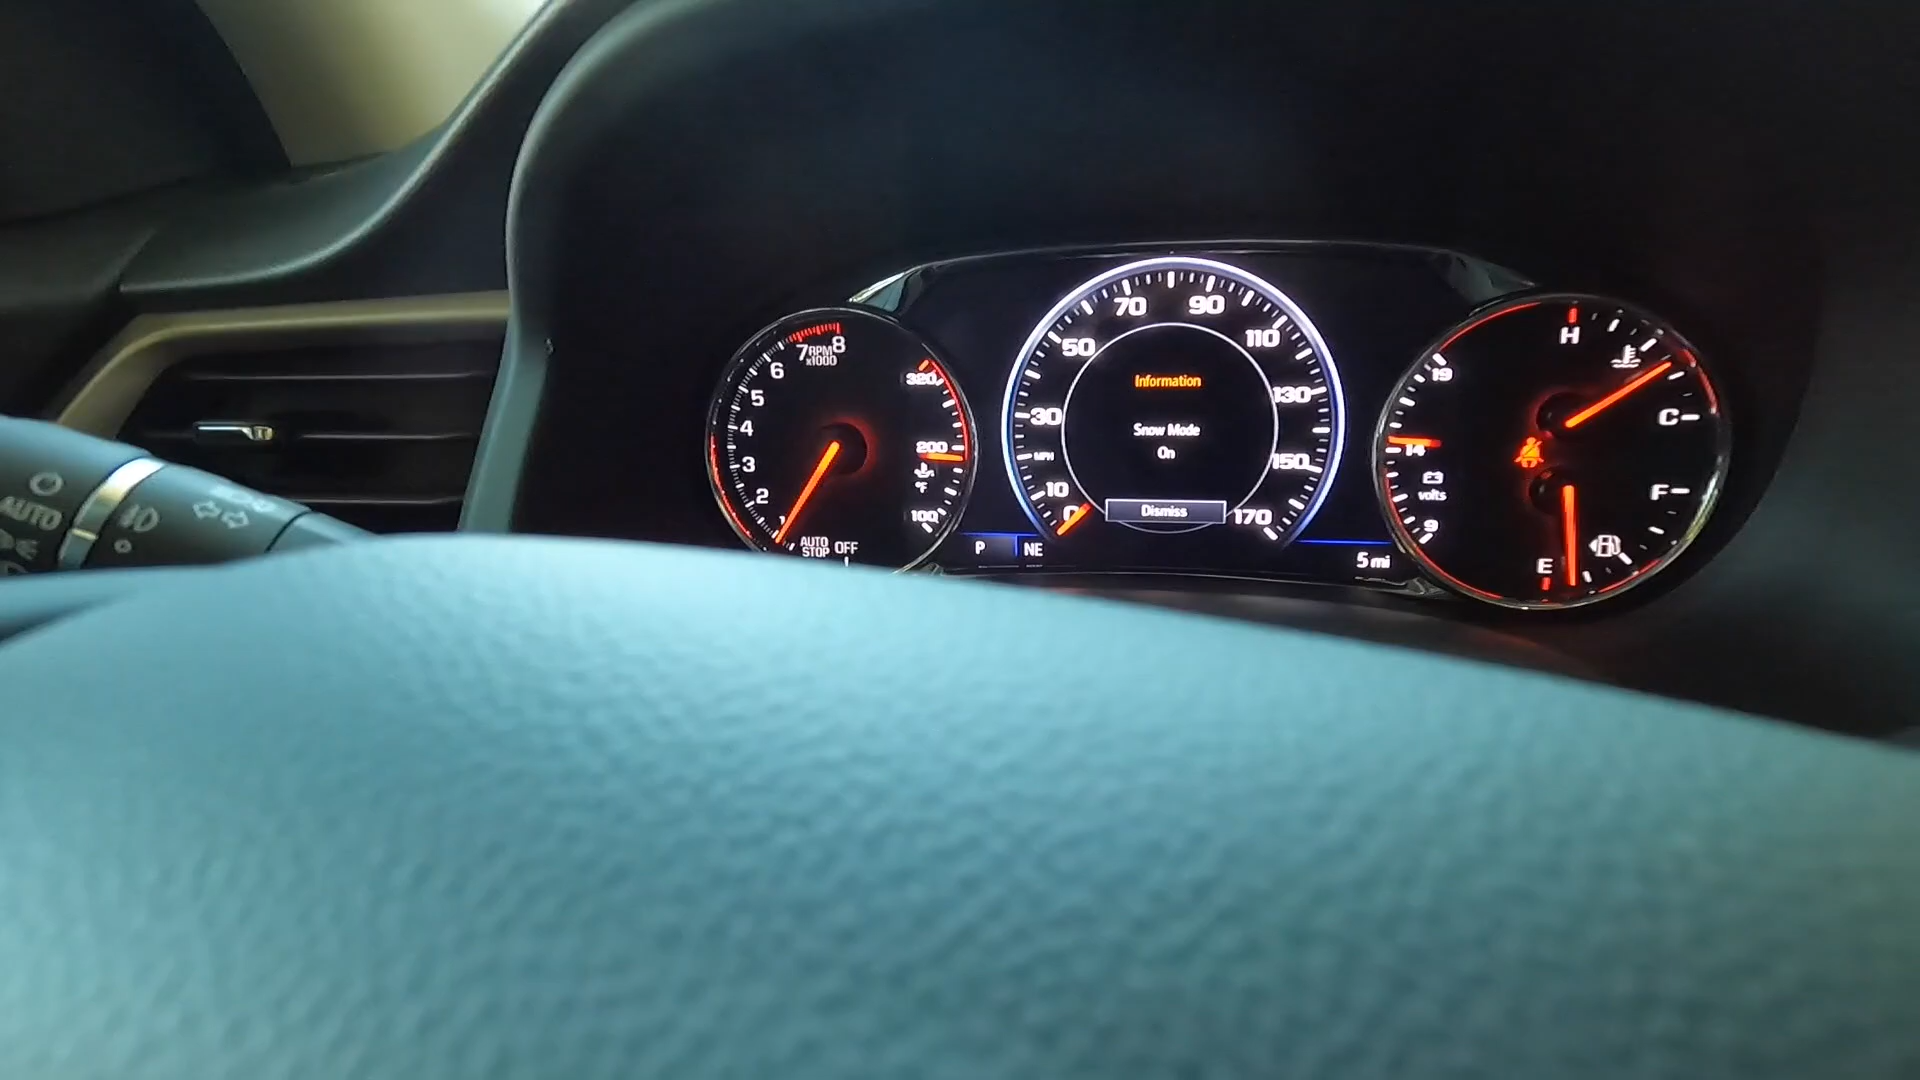 AUTO
8
7
RPM
x1000
6
5
4
3
2
1
AUTO
STOP
OFF
320
200
°F
100
70
90
50
110
30
130
MPH
150
10
0
170
Information
Snow Mode
On
Dismiss
P
NE
5 mi
H
19
C
14
volts
9
F
E